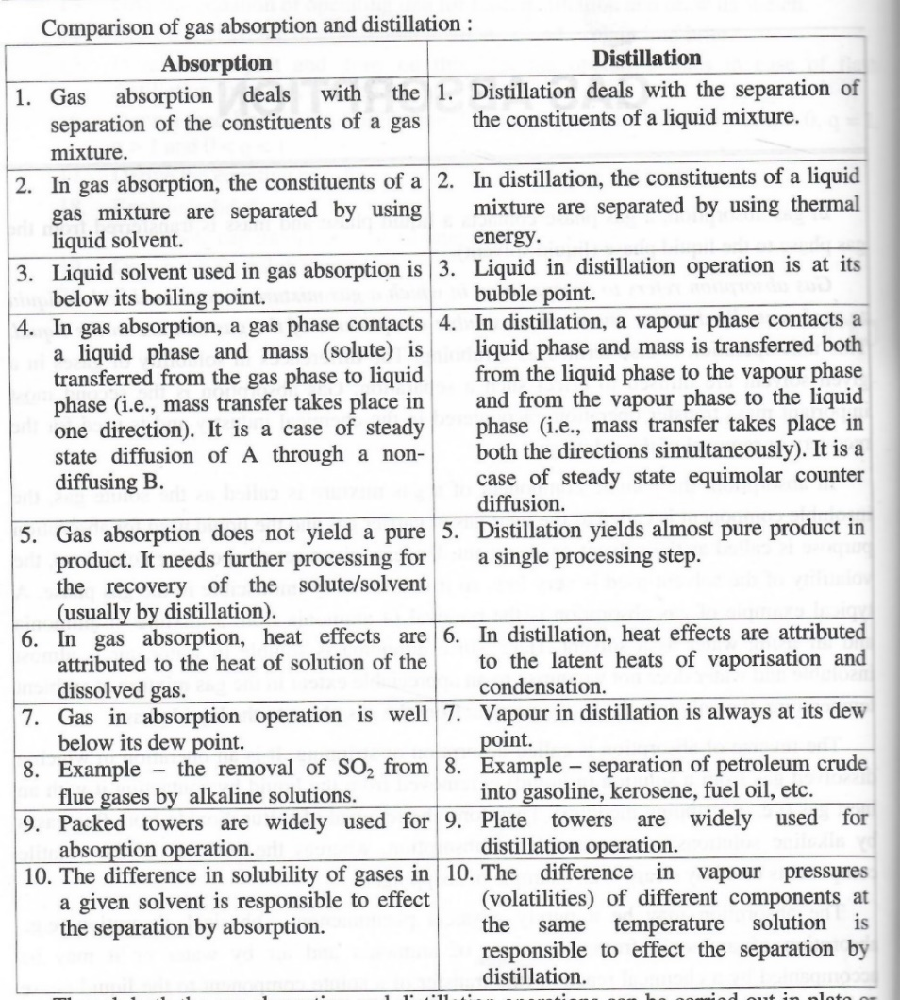 Comparison of gas absorption and distillation :
Absorption
Distillation
1. Gas absorption deals with the
separation of the constituents of a gas
mixture.
1. Distillation deals with the separation of
the constituents of a liquid mixture.
2. In gas absorption, the constituents of a
gas mixture are separated by using
liquid solvent.
2. In distillation, the constituents of a liquid
mixture are separated by using thermal
energy.
3. Liquid solvent used in gas absorption is
below its boiling point.
3. Liquid in distillation operation is at its
bubble point.
4. In gas absorption, a gas phase contacts
a liquid phase and mass (solute) is
transferred from the gas phase to liquid
phase (i.e., mass transfer takes place in
one direction). It is a case of steady
state diffusion of A through a non-
diffusing B.
4. In distillation, a vapour phase contacts a
liquid phase and mass is transferred both
from the liquid phase to the vapour phase
and from the vapour phase to the liquid
phase (i.e., mass transfer takes place in
both the directions simultaneously). It is a
case of steady state equimolar counter
diffusion.
5. Gas absorption does not yield a pure
product. It needs further processing for
the recovery of the solute/solvent
(usually by distillation).
5. Distillation yields almost pure product in
a single processing step.
6. In gas absorption, heat effects are
attributed to the heat of solution of the
dissolved gas.
6. In distillation, heat effects are attributed
to the latent heats of vaporisation and
condensation.
7. Gas in absorption operation is well
below its dew point.
7. Vapour in distillation is always at its dew
point.
8. Example – the removal of SO₂ from
flue gases by alkaline solutions.
8. Example – separation of petroleum crude
into gasoline, kerosene, fuel oil, etc.
9. Packed towers are widely used for
absorption operation.
9. Plate towers are widely used for
distillation operation.
10. The difference in solubility of gases in
a given solvent is responsible to effect
the separation by absorption.
10. The difference in vapour pressures
(volatilities) of different components at
the same temperature solution is
responsible to effect the separation by
distillation.